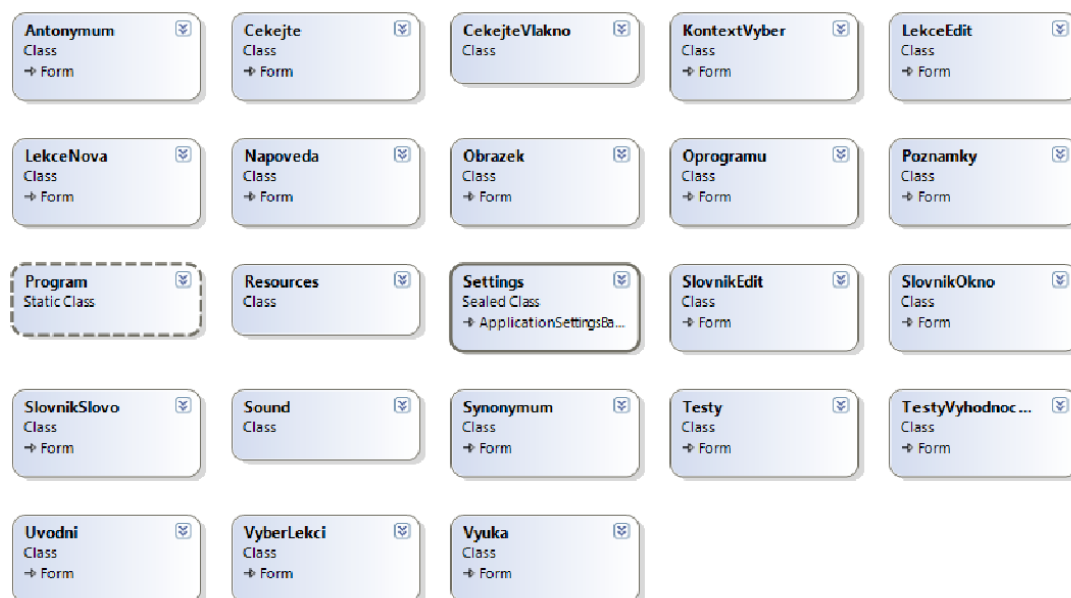 Antonymum
Class
Form
Cekejte
Class
Form
CekejteVlakno
Class
KontextVyber
Class
Form
LekceEdit
Class
Form
LekceNova
Class
Form
Napoveda
Class
Form
Obrazek
Class
Form
Oprogramu
Class
Form
Poznamky
Class
Form
Program
Static Class
Resources
Class
Settings
Sealed Class
ApplicationSettingsBa...
SlovnikEdit
Class
Form
SlovnikOkno
Class
Form
SlovnikSlovo
Class
Form
Sound
Class
Synonymum
Class
Form
Testy
Class
Form
TestyVyhodnoc...
Class
Form
Uvodni
Class
Form
VyberLekci
Class
Form
Vyuka
Class
Form